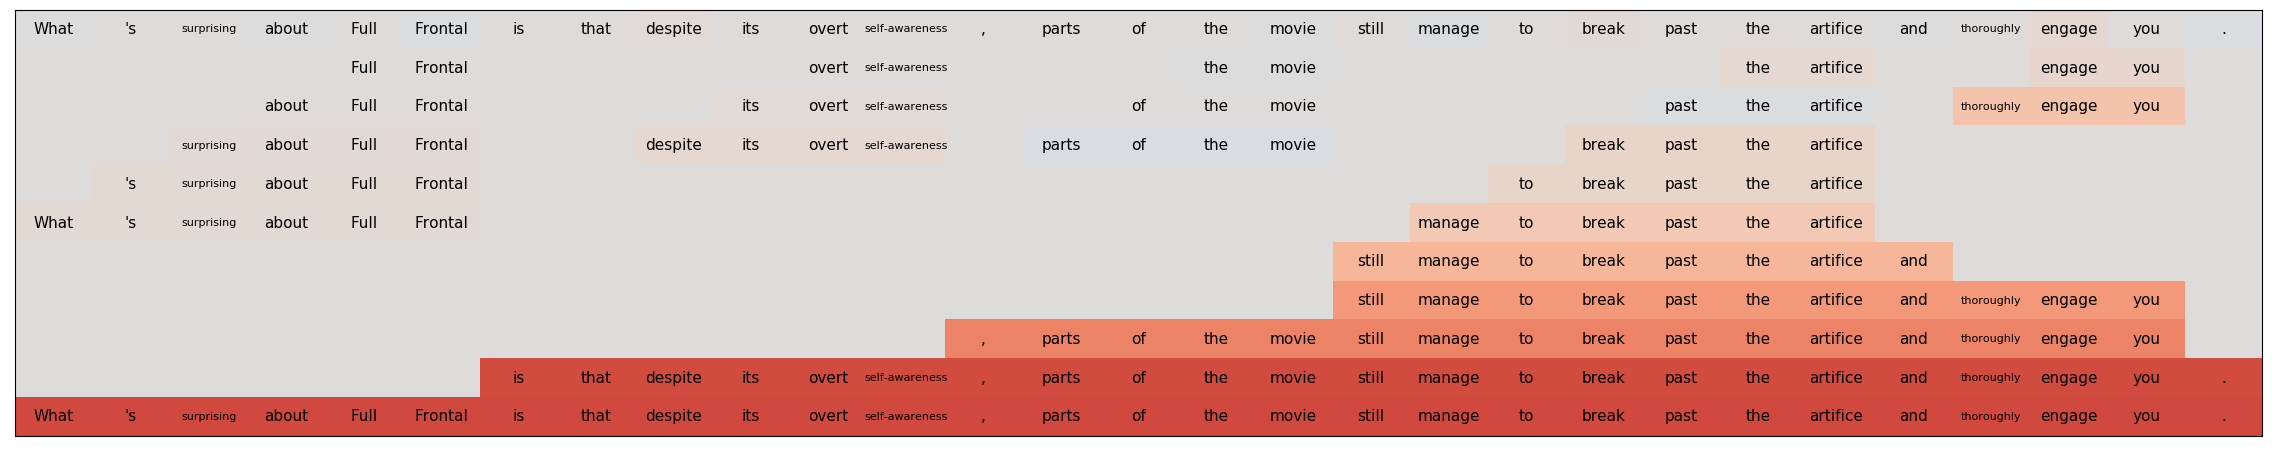 What 's surprising about Full Frontal is that despite its overt self-awareness , parts of the movie still manage to break past the artifice and thoroughly engage you .
Full Frontal overt self-awareness the movie the artifice engage you
about Full Frontal its overt self-awareness of the movie past the artifice thoroughly engage you
surprising about Full Frontal despite its overt self-awareness parts of the movie break past the artifice
's surprising about Full Frontal to break past the artifice
What 's surprising about Full Frontal manage to break past the artifice
still manage to break past the artifice and
still manage to break past the artifice and thoroughly engage you
, parts of the movie still manage to break past the artifice and thoroughly engage you
is that despite its overt self-awareness , parts of the movie still manage to break past the artifice and thoroughly engage you .
What 's surprising about Full Frontal is that despite its overt self-awareness , parts of the movie still manage to break past the artifice and thoroughly engage you .